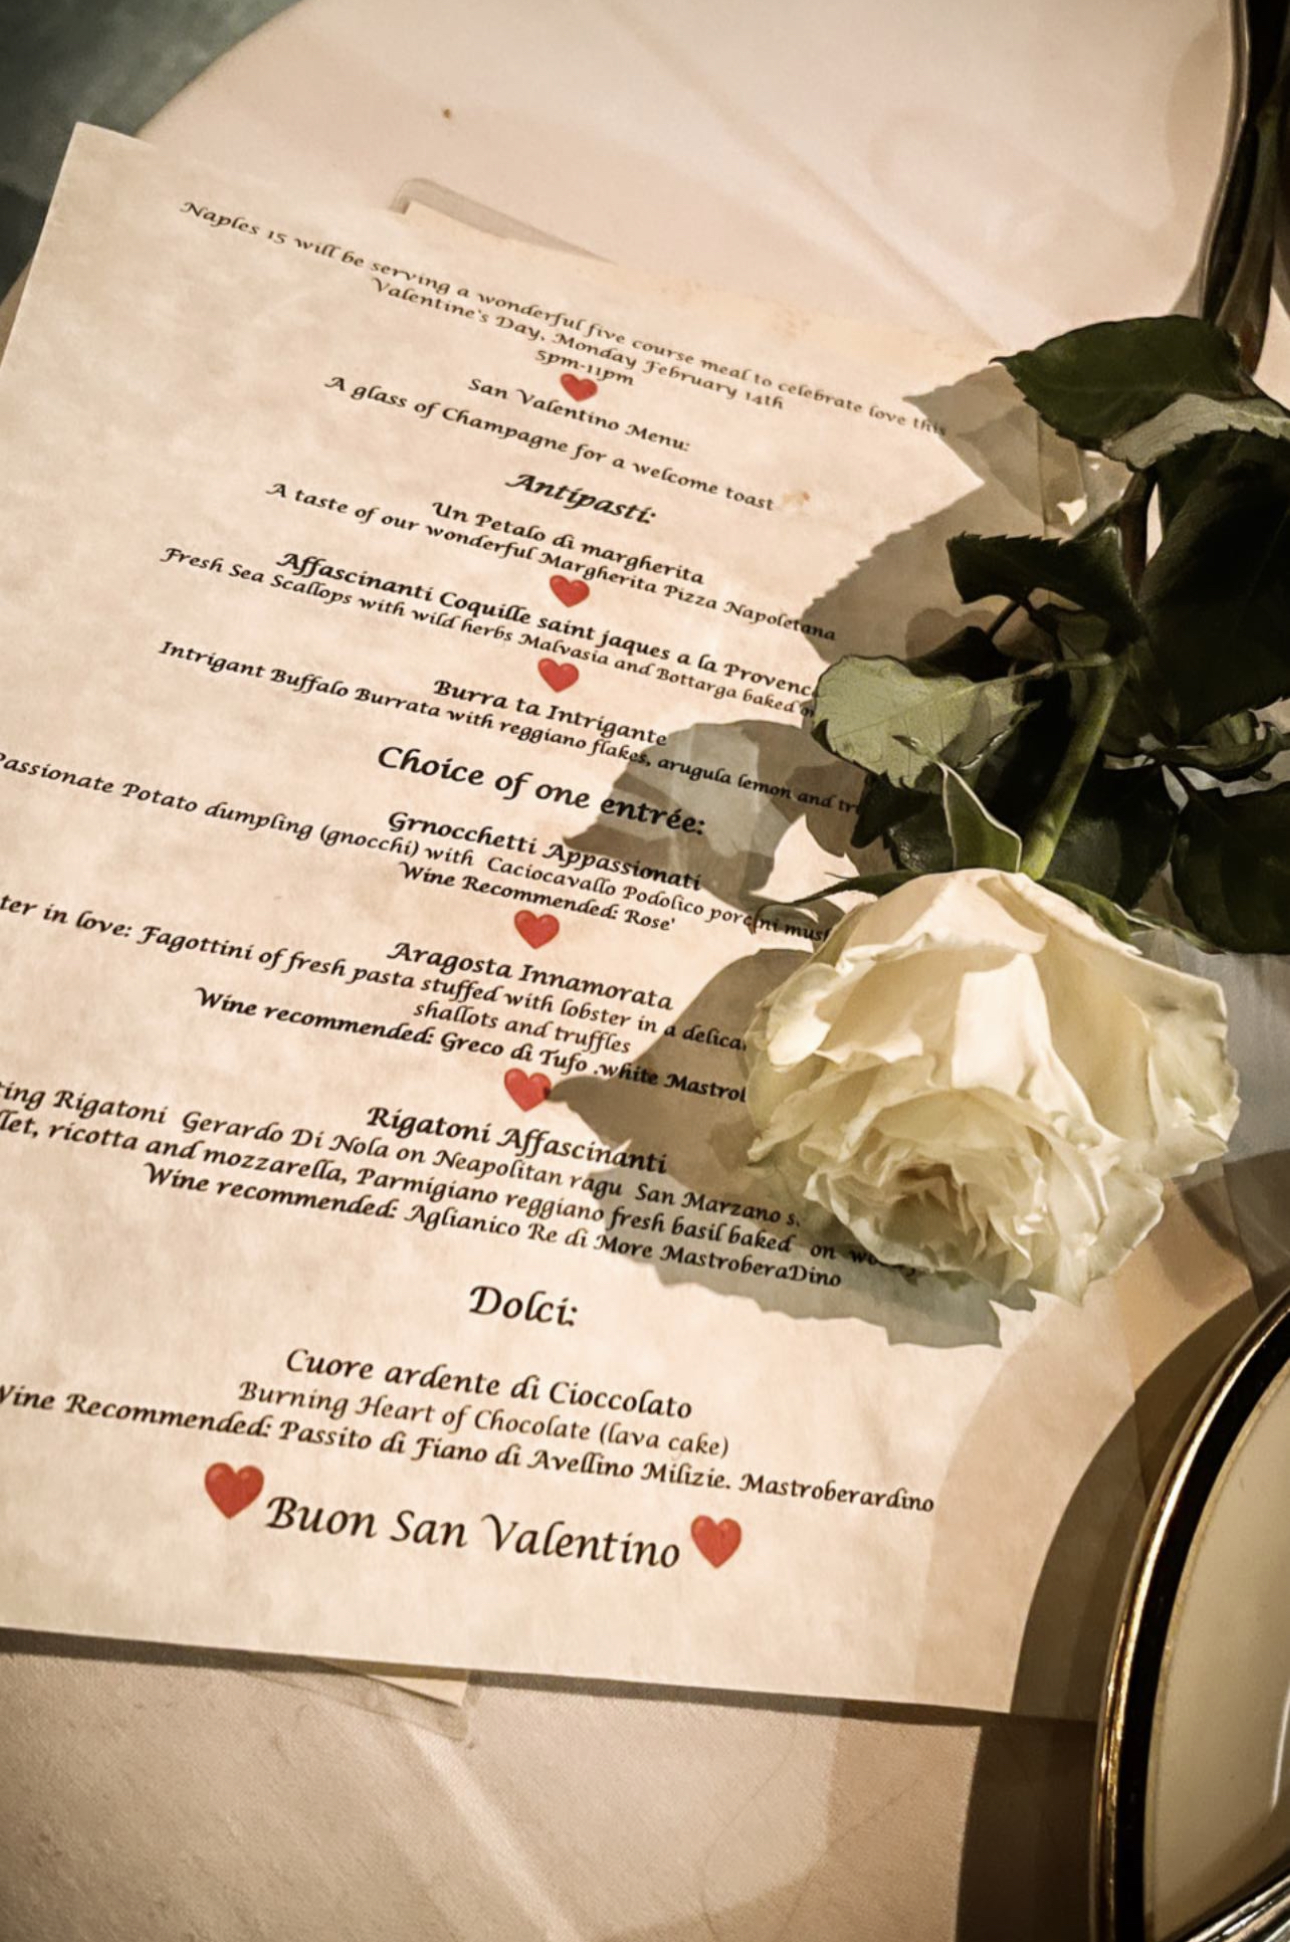 Naples 15 will be serving a wonderful five course meal to celebrate love this
Valentine's Day, Monday February 14th
5pm-11pm
San Valentino Menu:
A glass of Champagne for a welcome toast
Antipasti:
Un Petalo di margherita
A taste of our wonderful Margherita Pizza Napoletana
Affascinanti Coquille saint jaques a la Provenc
Fresh Sea Scallops with wild herbs Malvasia and Bottarga baked
Burra ta Intrigante
Intrigant Buffalo Burrata with reggiano flakes, arugula lemon and
Choice of one entrée:
Grnocchetti Appassionati
Passionate Potato dumpling (gnocchi) with Caciocavallo Podolico porcini
Wine Recommended: Rose'
Aragosta Innamorata
in love: Fagottini of fresh pasta stuffed with lobster in a
shallots and truffles
Wine recommended: Greco di Tufo .white
Rigatoni Affascinanti
Rigatoni Gerardo Di Nola on Neapolitan ragu San Marzano
ricotta and mozzarella, Parmigiano reggiano fresh basil baked on
Wine recommended: Aglianico Re di More MastroberaDino
Dolci:
Cuore ardente di Cioccolato
Burning Heart of Chocolate (lava cake)
Wine Recommended: Passito di Fiano di Avellino Milizie. Mastroberardino
Buon San Valentino